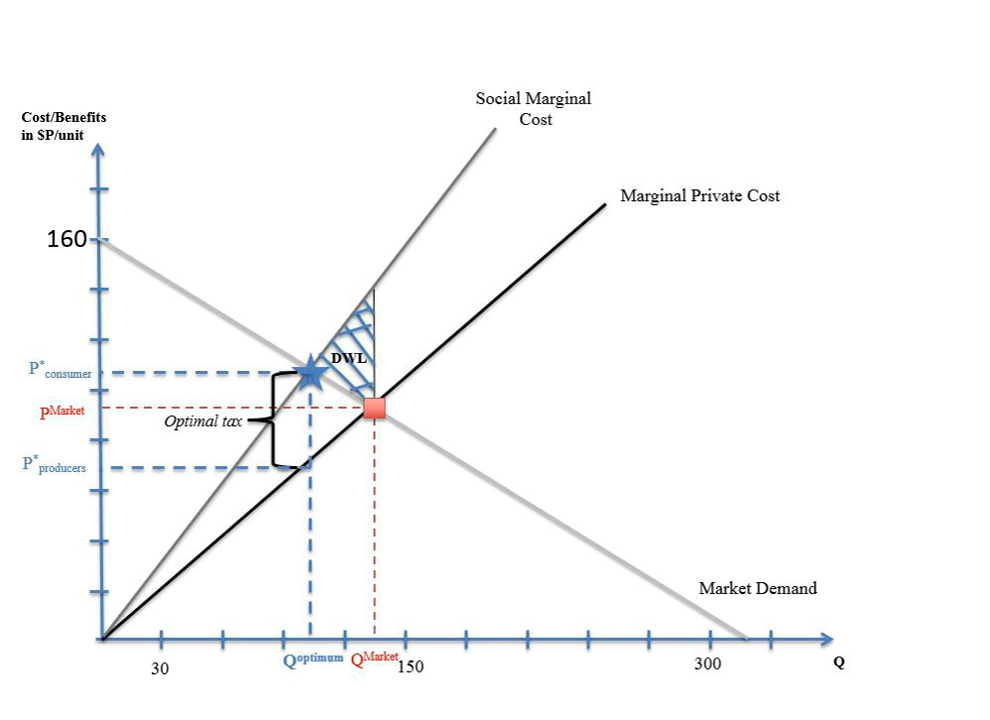 Social Marginal
Cost
Cost/Benefits
in $P/unit
Marginal Private Cost
160
DWL
P*consumer
PMarket
Optimal tax
P*producers
Market Demand
30
Qoptimum
QMarket
150
300
Q